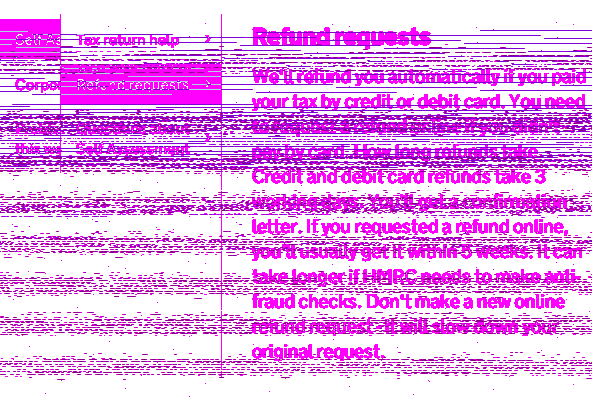 Self A
Tax return help
Refund requests
Corpo
Refund requests
Self Assessment
this we
We'll refund you automatically if you paid
your tax by credit or debit card. You need
to request a refund online if you didn't
pay by card. How long refunds take
Credit and debit card refunds take 3
working days. You'll get a confirmation
letter. If you requested a refund online,
you'll usually get it within 5 weeks. It can
take longer if HMRC needs to make anti-
fraud checks. Don't make a new online
refund request - it will slow down your
original request.